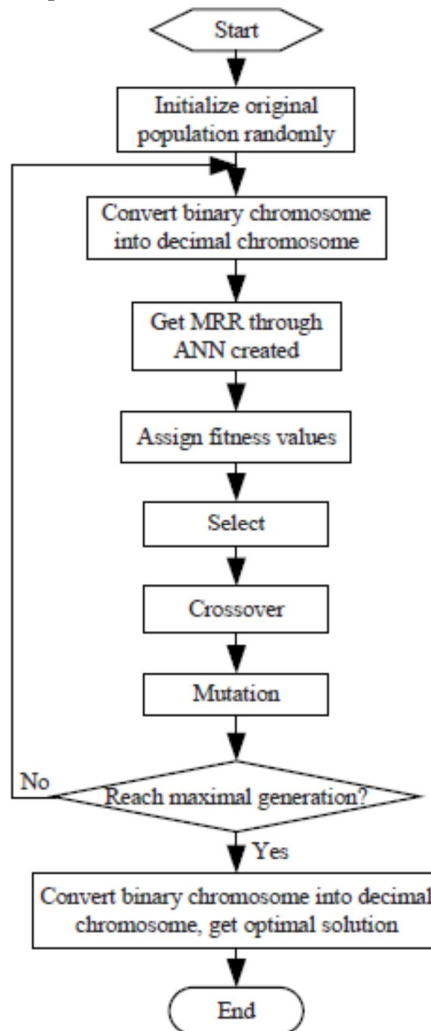 Start
Initialize original
population randomly
Convert binary chromosome
into decimal chromosome
Get MRR through
ANN created
Assign fitness values
Select
Crossover
Mutation
No
Reach maximal generation?
Yes
Convert binary chromosome into decimal
chromosome, get optimal solution
End